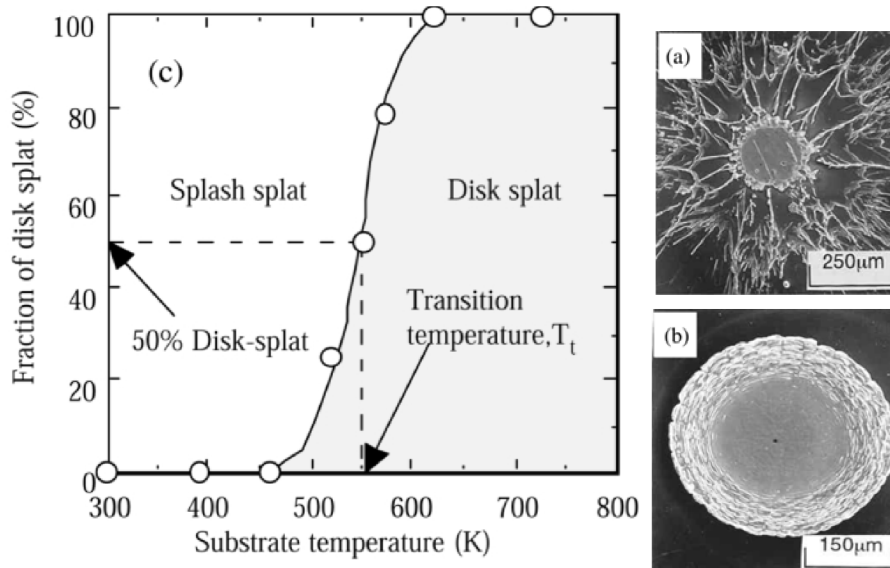 100
80
60
40
20
0
Fraction of disk splat (%)
(c)
Splash splat
Disk splat
50% Disk-splat
Transition
temperature,Tt
300
400
500
600
700
800
Substrate temperature (K)
(a)
250μm
(b)
150μm